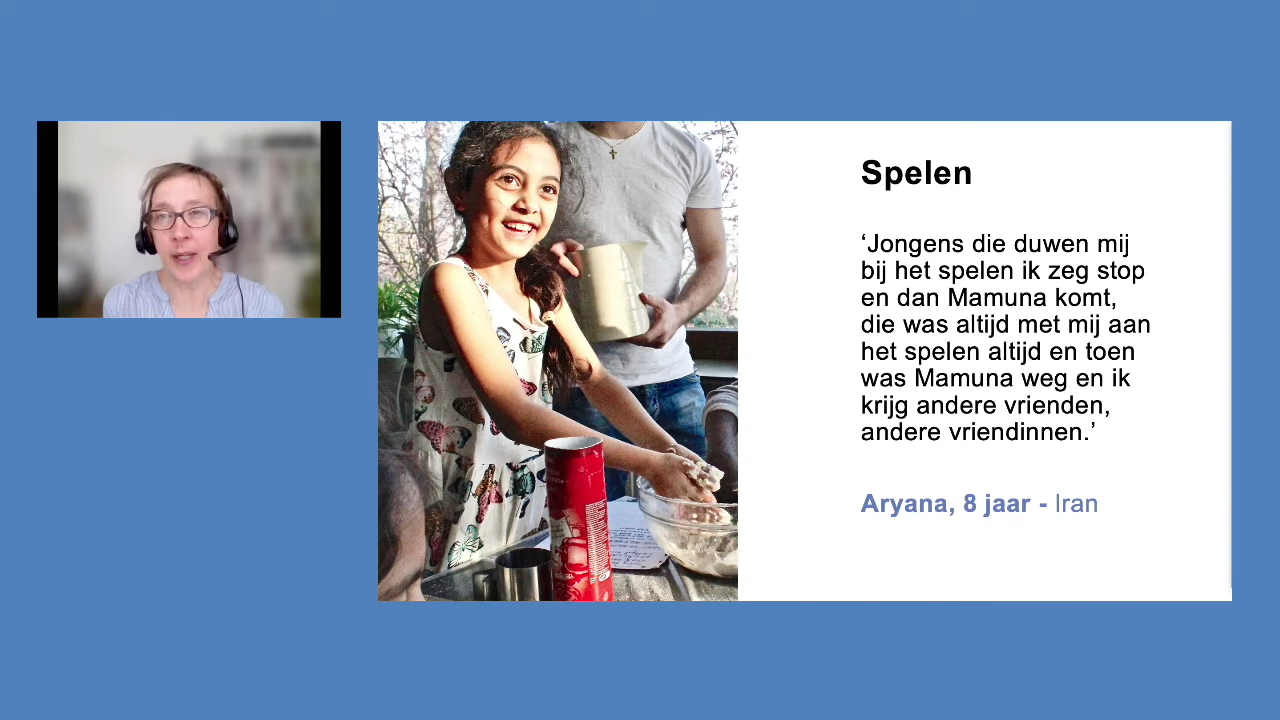 Spelen
‘Jongens die duwen mij
bij het spelen ik zeg stop
en dan Mamuna komt,
die was altijd met mij aan
het spelen altijd en toen
was Mamuna weg en ik
krijg andere vrienden,
andere vriendinnen.’
Aryana, 8 jaar - Iran